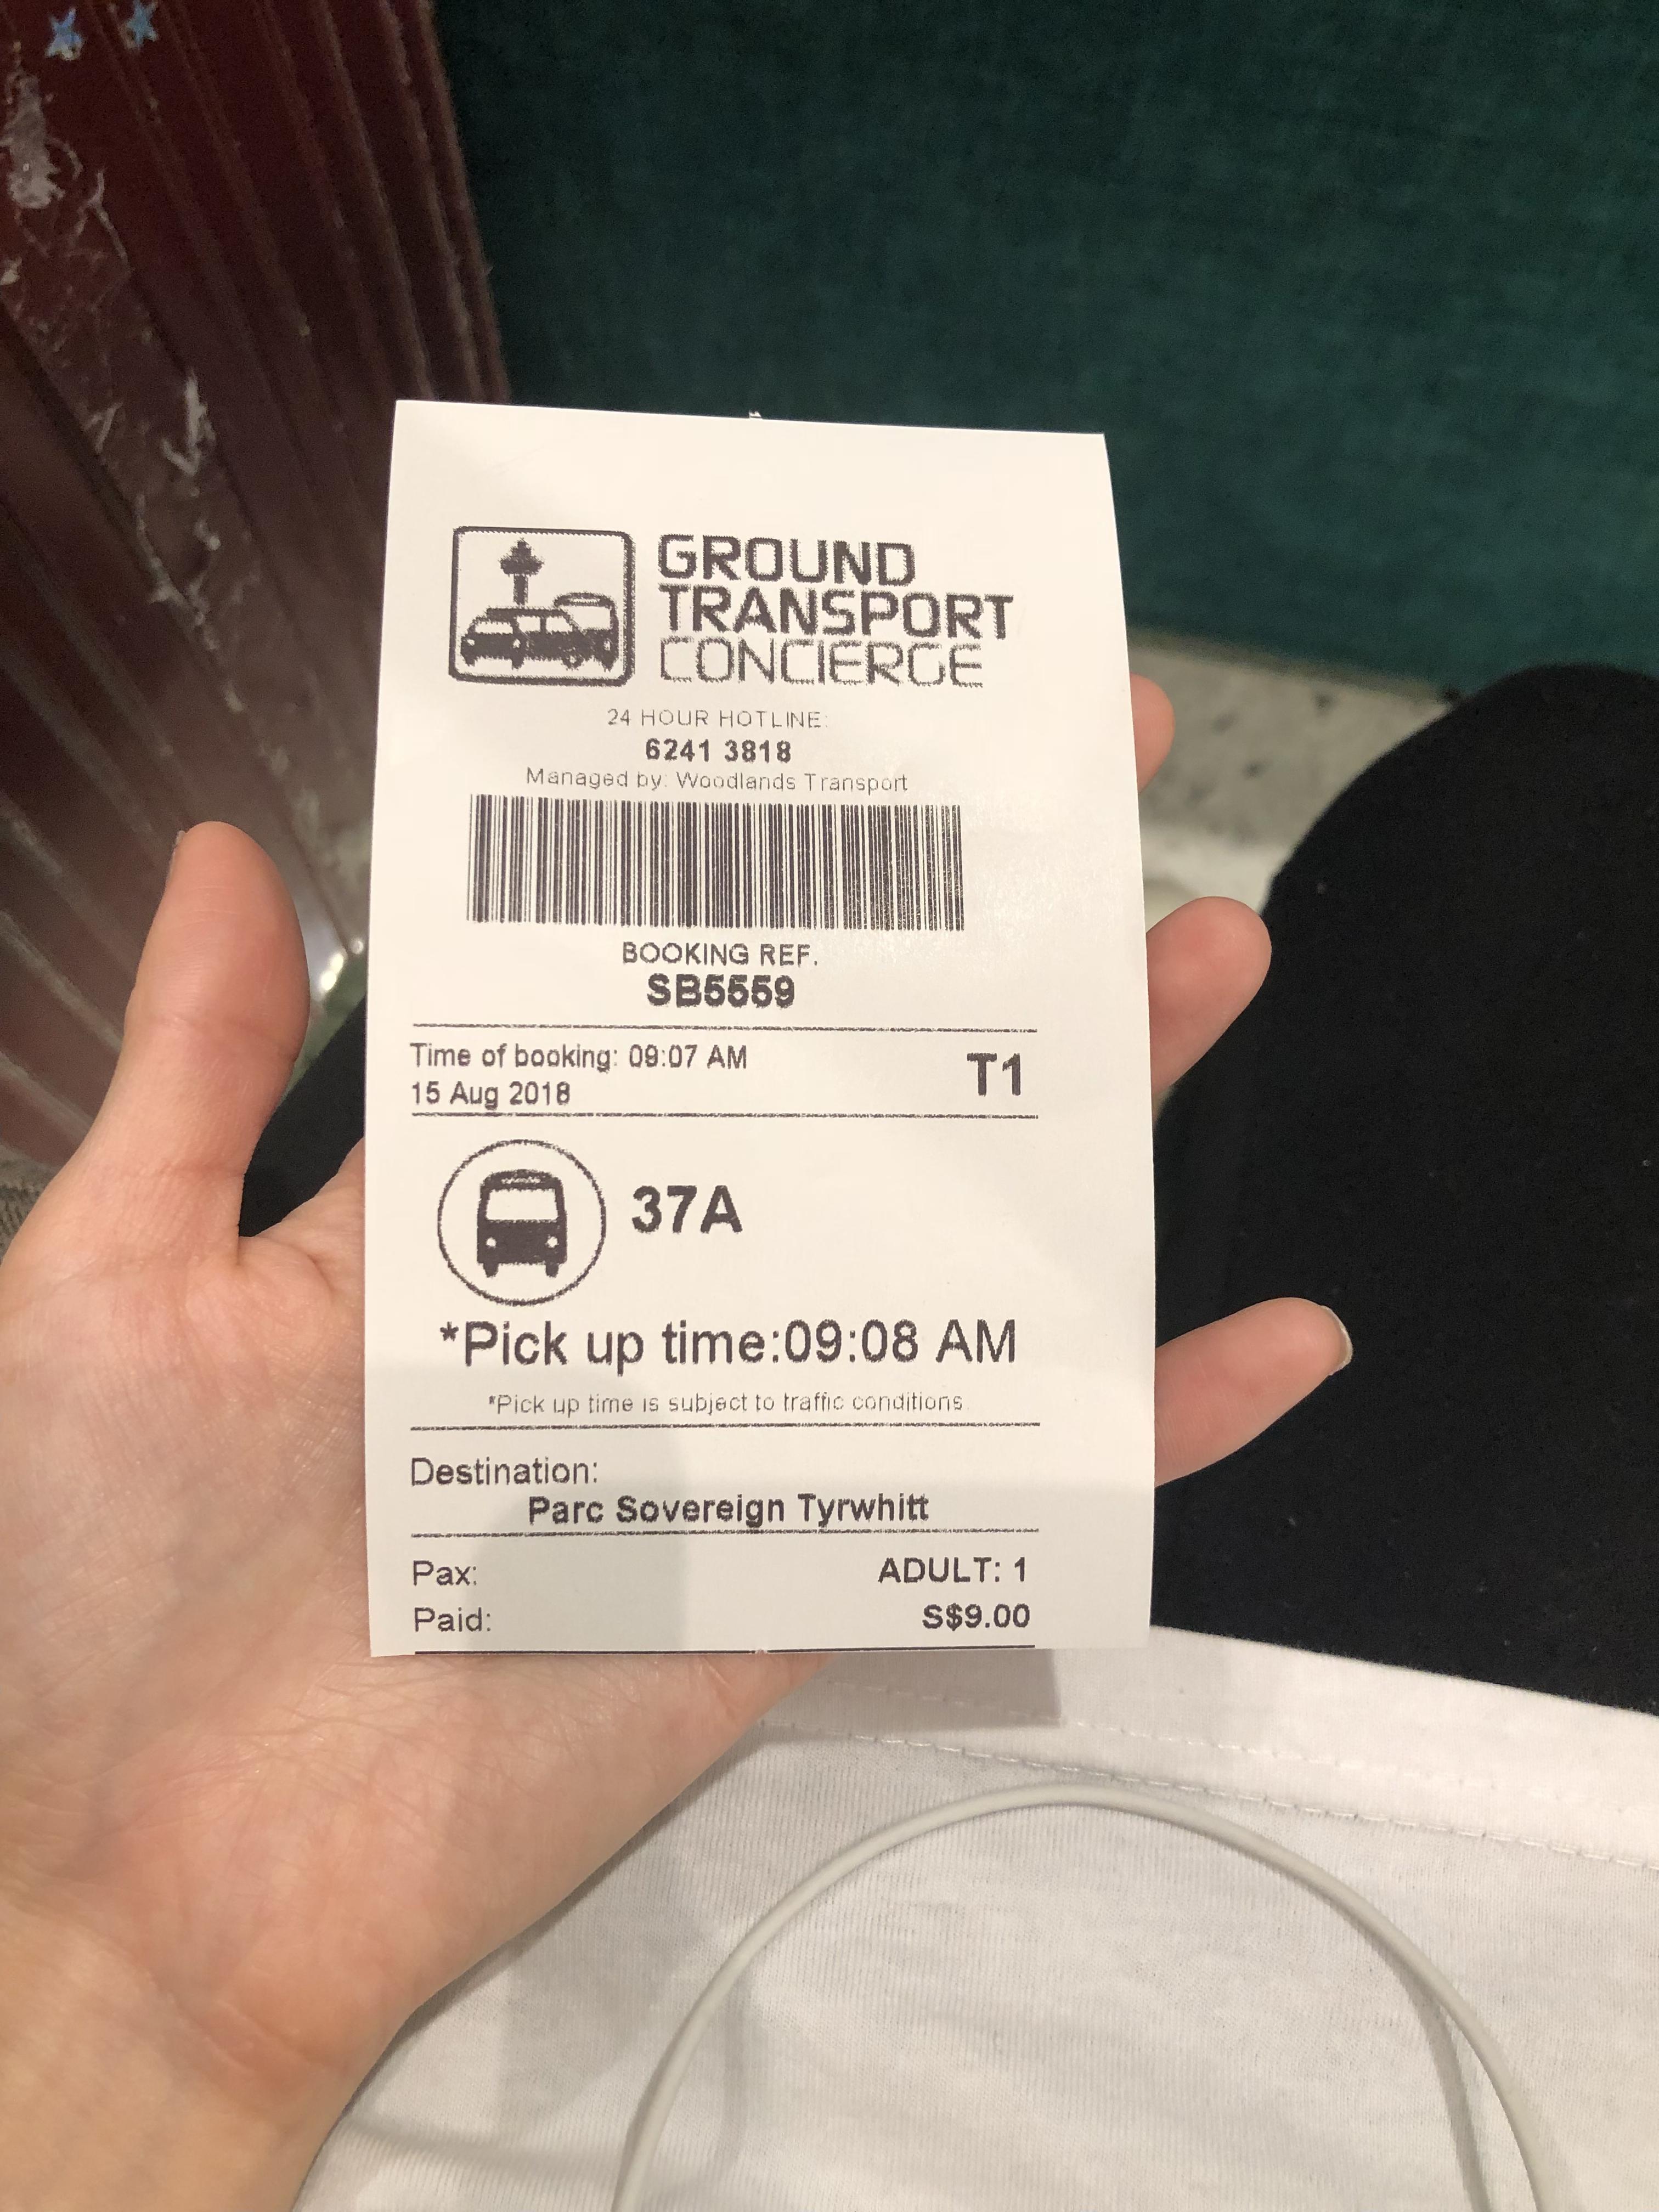 GROUND
TRANSPORT
CONCIERGE
24 HOUR HOTLINE:
6241 3818
Managed by: Woodlands Transport
BOOKING REF.
SB5559
Time of booking: 09:07 AM
15 Aug 2018
T1
37A
*Pick up time:09:08 AM
*Pick up time is subject to traffic conditions
Destination:
Parc Sovereign Tyrwhitt
Pax: ADULT: 1
Paid: S$9.00